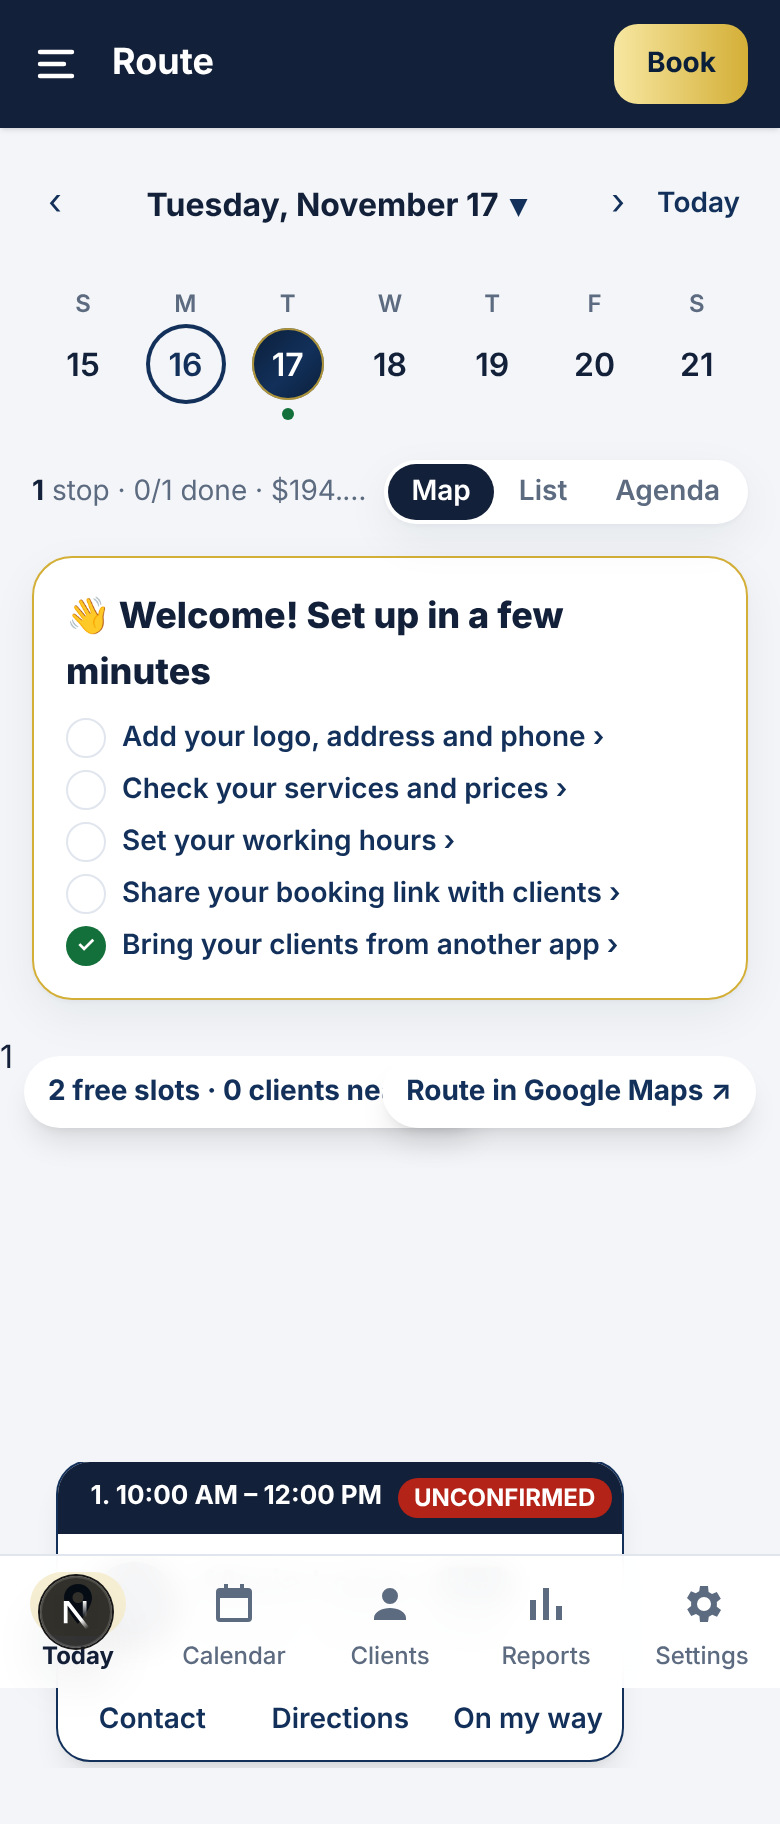 Route
Book
‹ Tuesday, November 17 ▼ › Today
S M T W T F S
15 16 17 18 19 20 21
1 stop · 0/1 done · $194....
Map List Agenda
👋 Welcome! Set up in a few
minutes
Add your logo, address and phone ›
Check your services and prices ›
Set your working hours ›
Share your booking link with clients ›
Bring your clients from another app ›
1
2 free slots · 0 clients ne
Route in Google Maps ↗
1. 10:00 AM – 12:00 PM UNCONFIRMED
N
Today Calendar Clients Reports Settings
Contact Directions On my way